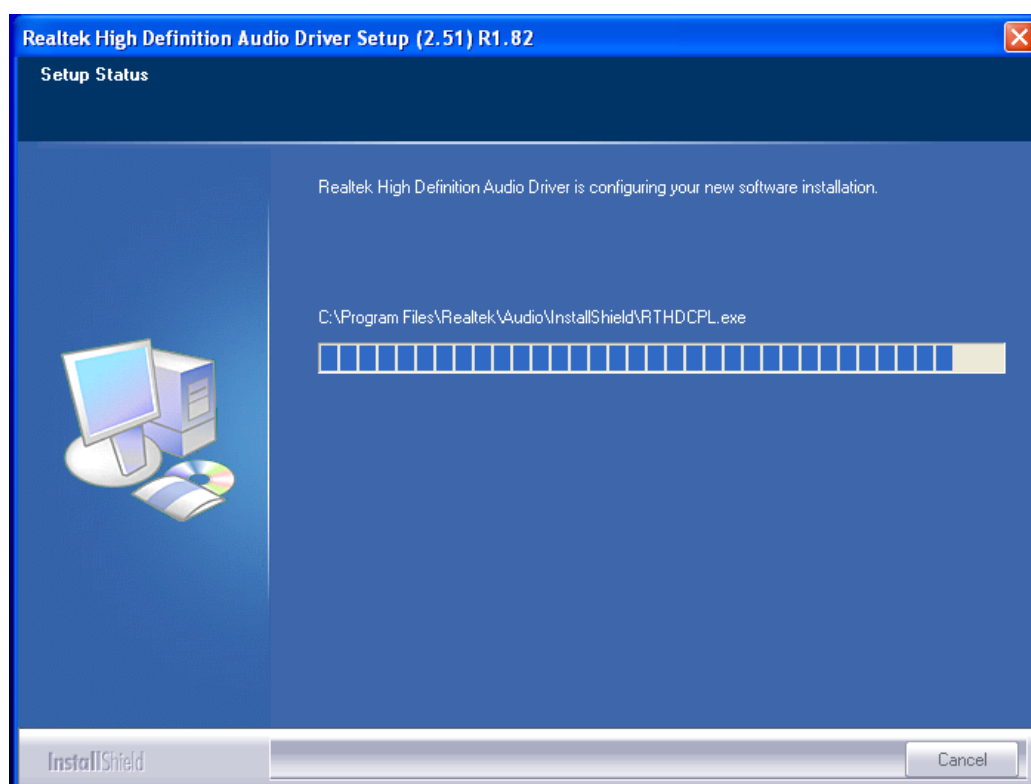 Realtek High Definition Audio Driver Setup (2.51) R1.82
Setup Status
Realtek High Definition Audio Driver is configuring your new software installation.
C:\Program Files\Realtek\Audio\InstallShield\RTHDCPL.exe
InstallShield
Cancel